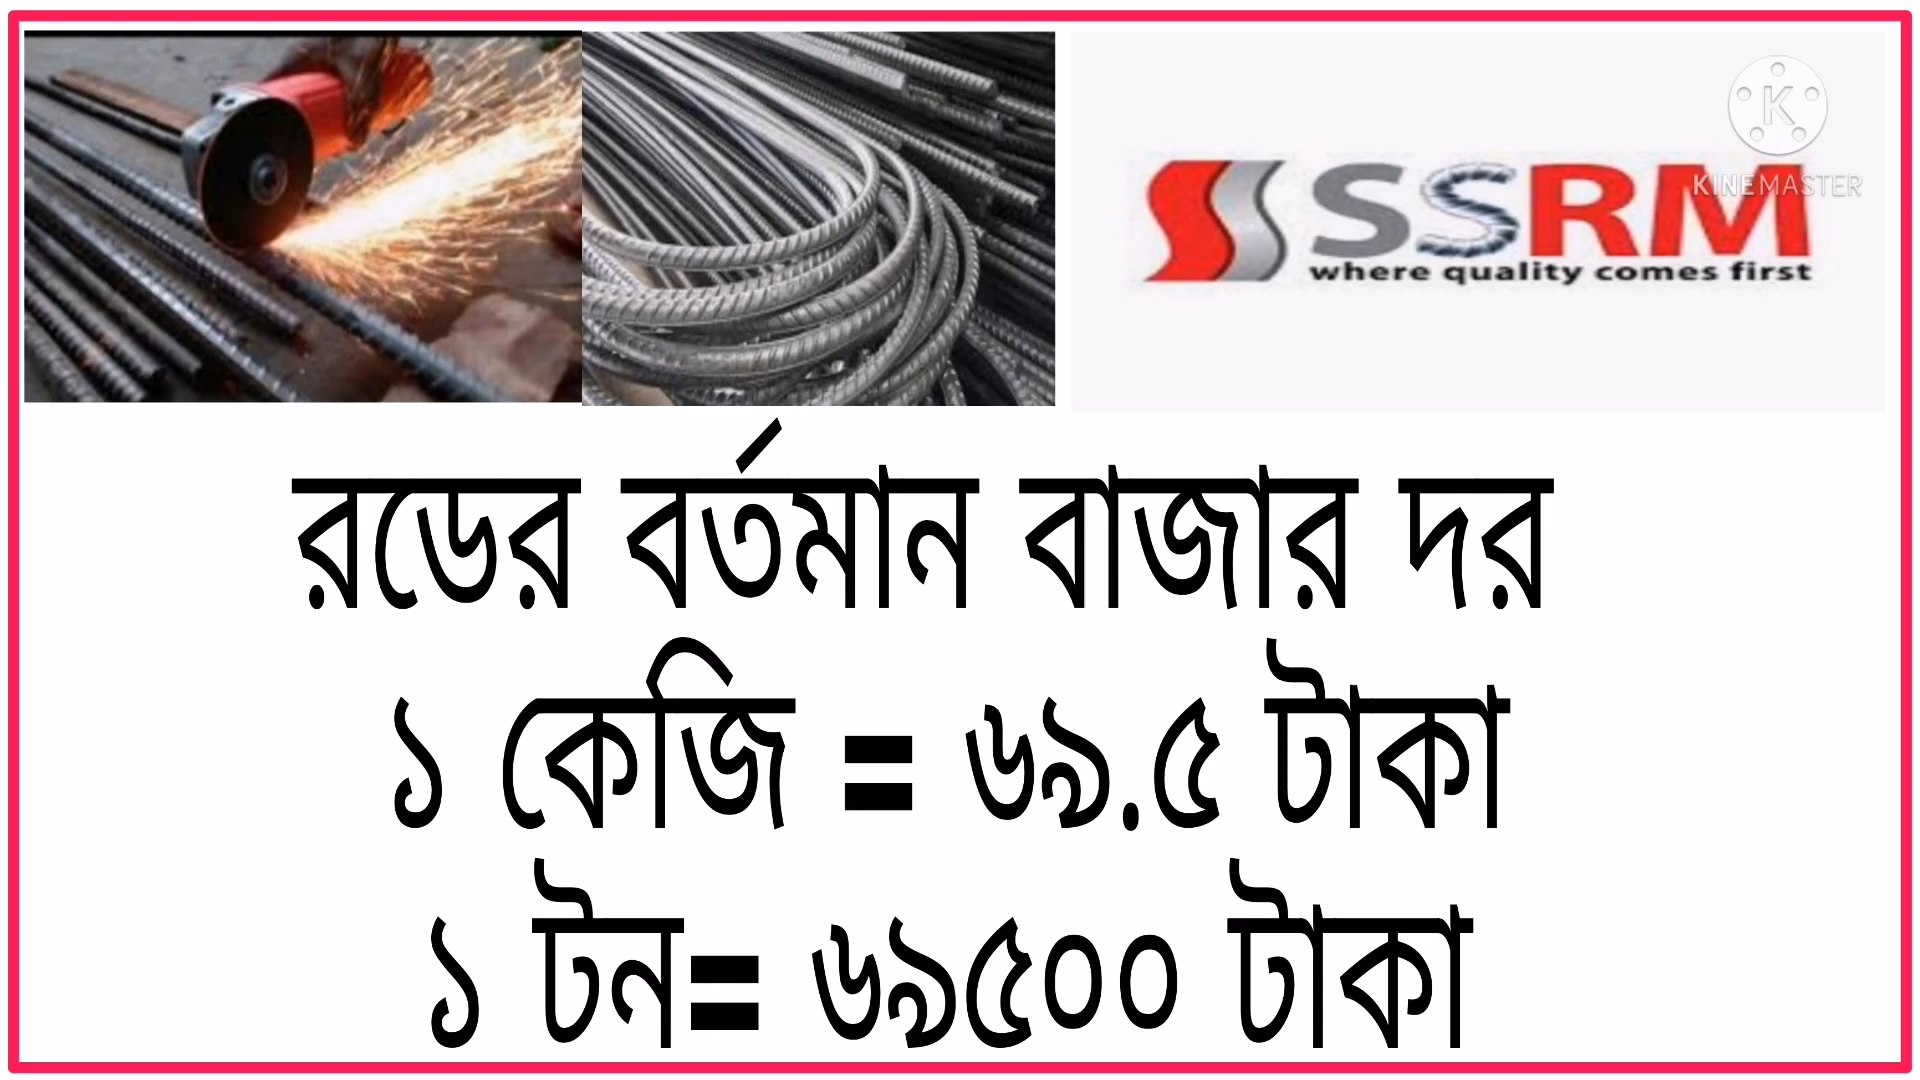 K
KINEMASTER
SSRM
where quality comes first
রডের বর্তমান বাজার দর
১ কেজি = ৬৯.৫ টাকা
১ টন= ৬৯৫০০ টাকা